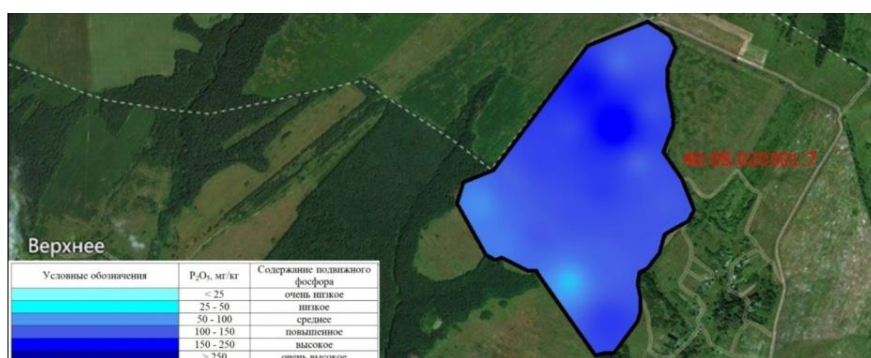 40:05:020301:7
Верхнее
Условные обозначения P₂O₅, мг/кг Содержание подвижного фосфора
< 25 очень низкое
25 - 50 низкое
50 - 100 среднее
100 - 150 повышенное
150 - 250 высокое
> 250 очень высокое